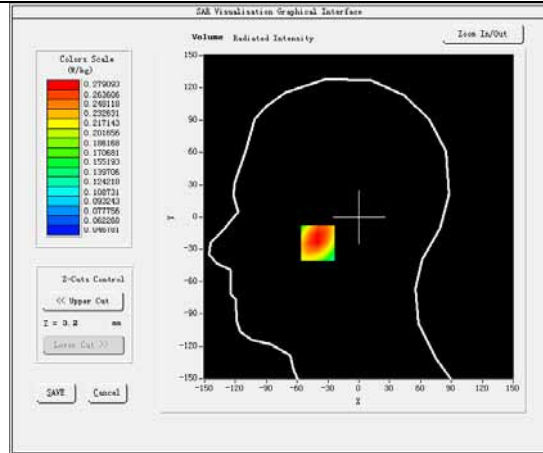 SAR Visualisation Graphical Interface
Volume Radiated Intensity
Zoom In/Out
Colors Scale
(W/kg)
0.279093
0.263606
0.248118
0.232631
0.217143
0.201656
0.186168
0.170681
0.155193
0.139706
0.124218
0.108731
0.093243
0.077756
0.062268
0.046781
Z-Cuts Control
<< Upper Cut
Z = 3.2 mm
Lower Cut >>
SAVE Cancel
150
120
90
60
30
Y
0
-30
-60
-90
-120
-150
-150 -120 -90 -60 -30 0 30 60 90 120 150
Z